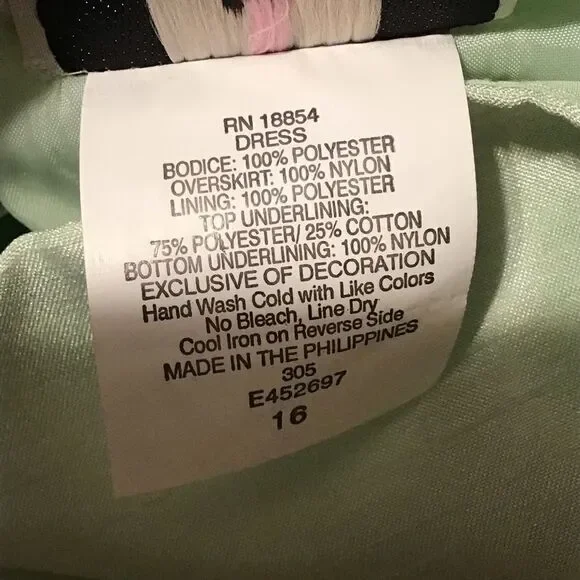 RN 18854
DRESS
BODICE: 100% POLYESTER
OVERSKIRT: 100% NYLON
LINING: 100% POLYESTER
TOP UNDERLINING:
75% POLYESTER/ 25% COTTON
BOTTOM UNDERLINING: 100% NYLON
EXCLUSIVE OF DECORATION
Hand Wash Cold with Like Colors
No Bleach, Line Dry
Cool Iron on Reverse Side
MADE IN THE PHILIPPINES
305
E452697
16